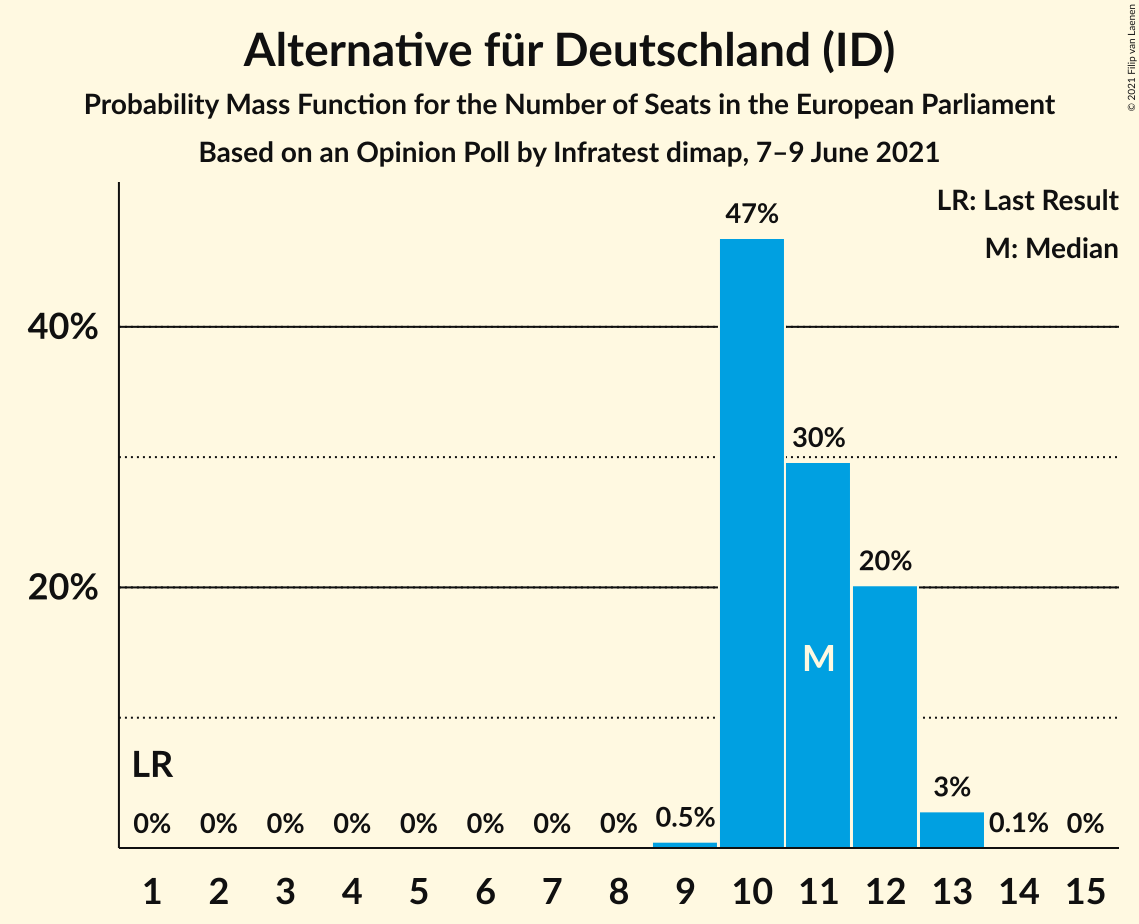 Alternative für Deutschland (ID)
Probability Mass Function for the Number of Seats in the European Parliament
Based on an Opinion Poll by Infratest dimap, 7–9 June 2021
© 2021 Filip van Laenen
LR: Last Result
M: Median
47%
40%
30%
20%
20%
M
LR
0% 0% 0% 0% 0% 0% 0% 0% 0.5% 3% 0.1% 0%
1 2 3 4 5 6 7 8 9 10 11 12 13 14 15